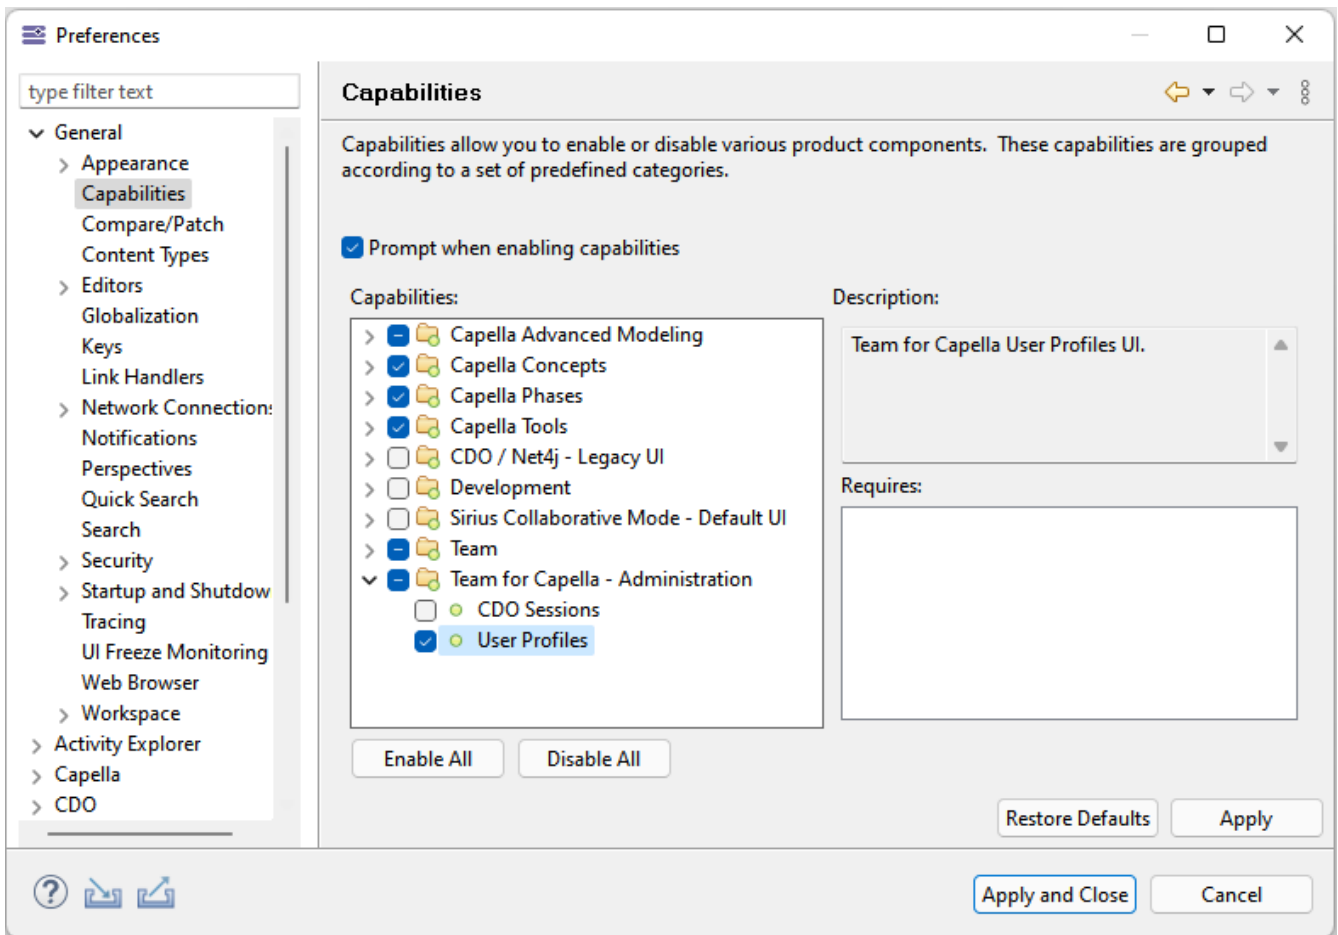 Preferences
type filter text
General
Appearance
Capabilities
Compare/Patch
Content Types
Editors
Globalization
Keys
Link Handlers
Network Connection
Notifications
Perspectives
Quick Search
Search
Security
Startup and Shutdow
Tracing
UI Freeze Monitoring
Web Browser
Workspace
Activity Explorer
Capella
CDO
Capabilities
Capabilities allow you to enable or disable various product components.  These capabilities are grouped
according to a set of predefined categories.
Prompt when enabling capabilities
Capabilities:
Capella Advanced Modeling
Capella Concepts
Capella Phases
Capella Tools
CDO / Net4j - Legacy UI
Development
Sirius Collaborative Mode - Default UI
Team
Team for Capella - Administration
CDO Sessions
User Profiles
Description:
Team for Capella User Profiles UI.
Requires:
Enable All
Disable All
Restore Defaults
Apply
Apply and Close
Cancel